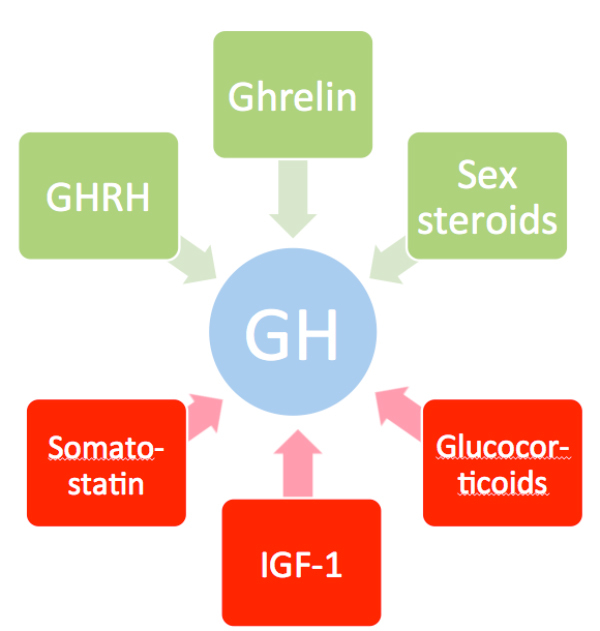 Ghrelin
GHRH
Sex
steroids
GH
Somato-
statin
Glucocor-
ticoids
IGF-1